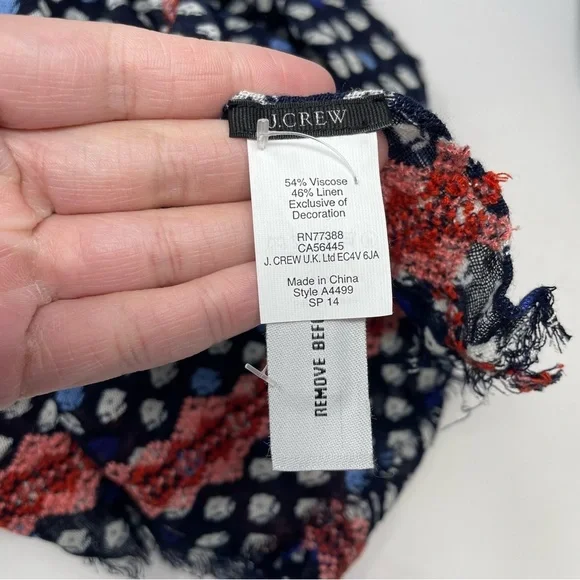 J.CREW
54% Viscose
46% Linen
Exclusive of
Decoration
RN77388
CA56445
J. CREW U.K. Ltd EC4V 6JA
Made in China
Style A4499
SP 14
REMOVE BEFO